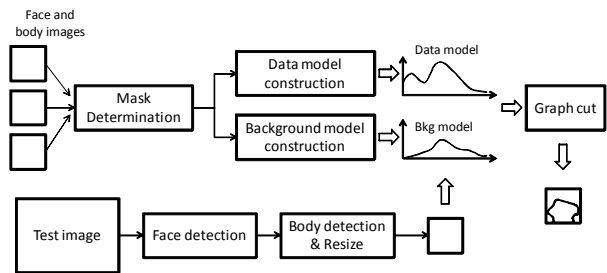 Face and
body images
Mask
Determination
Data model
construction
Data model
Background model
construction
Bkg model
Graph cut
Test image
Face detection
Body detection
& Resize